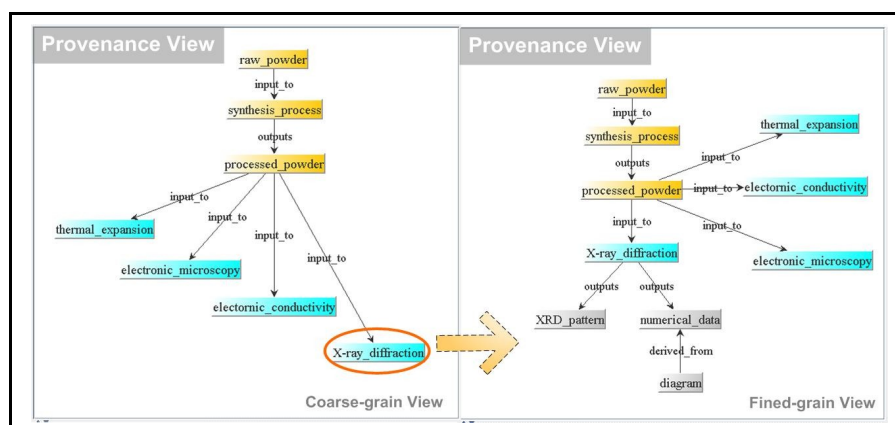 Provenance View
raw_powder
input_to
synthesis_process
outputs
processed_powder
input_to
input_to
input_to
input_to
thermal_expansion
electronic_microscopy
electornic_conductivity
X-ray_diffraction
Coarse-grain View
Provenance View
raw_powder
input_to
synthesis_process
outputs
processed_powder
input_to
thermal_expansion
input_to
electornic_conductivity
input_to
electronic_microscopy
input_to
X-ray_diffraction
outputs
outputs
XRD_pattern
numerical_data
derived_from
diagram
Fined-grain View